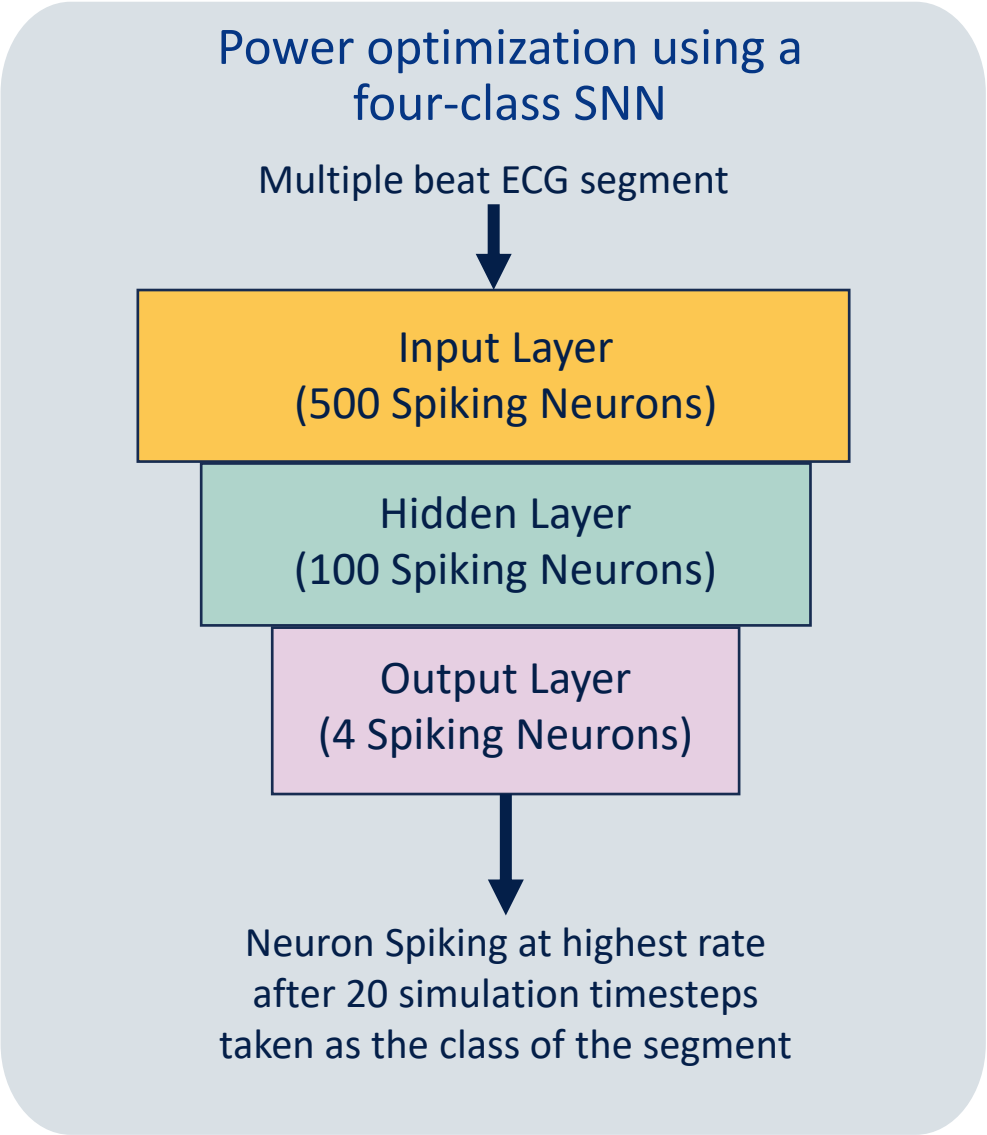 Power optimization using a
four-class SNN
Multiple beat ECG segment
Input Layer
(500 Spiking Neurons)
Hidden Layer
(100 Spiking Neurons)
Output Layer
(4 Spiking Neurons)
Neuron Spiking at highest rate
after 20 simulation timesteps
taken as the class of the segment